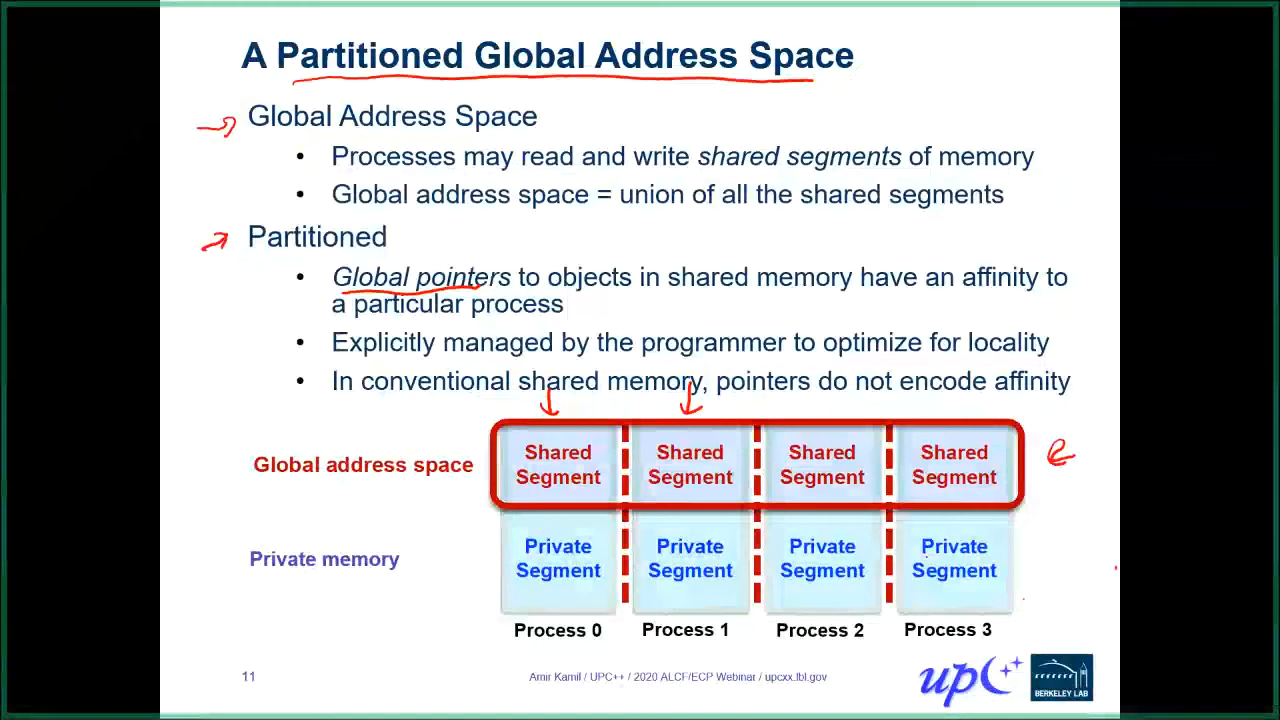 A Partitioned Global Address Space
Global Address Space
• Processes may read and write shared segments of memory
• Global address space = union of all the shared segments
Partitioned
• Global pointers to objects in shared memory have an affinity to
a particular process
• Explicitly managed by the programmer to optimize for locality
• In conventional shared memory, pointers do not encode affinity
Global address space
Shared Segment
Shared Segment
Shared Segment
Shared Segment
Private memory
Private Segment
Private Segment
Private Segment
Private Segment
Process 0 Process 1 Process 2 Process 3
11 Amir Kamil / UPC++ / 2020 ALCF/ECP Webinar / upcxx.lbl.gov
upc++
BERKELEY LAB